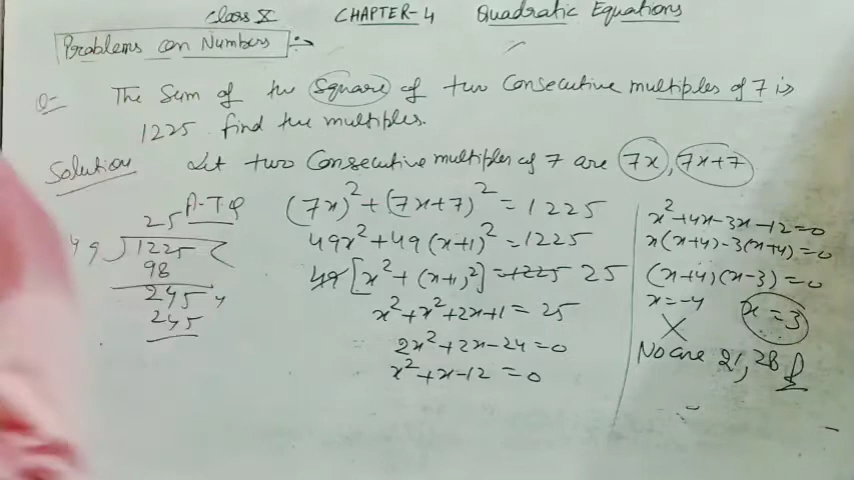 Class X CHAPTER-4 Quadratic Equations
Problems on Numbers :→
Q- The Sum of the Square of two Consecutive multiples of 7 is
1225. find the multiples.
Solution Let two Consecutive multiples of 7 are 7x, 7x+7
A-T-Q (7x)² + (7x+7)² = 1225
49x² + 49(x+1)² = 1225
49[x² + (x+1)²] = 1225 25
x² + x² + 2x + 1 = 25
2x² + 2x - 24 = 0
x² + x - 12 = 0
25
49 ) 1225 (
98
245
245
x² + 4x - 3x - 12 = 0
x(x+4) - 3(x+4) = 0
(x+4)(x-3) = 0
x = -4 x = 3
X
No are 21, 28